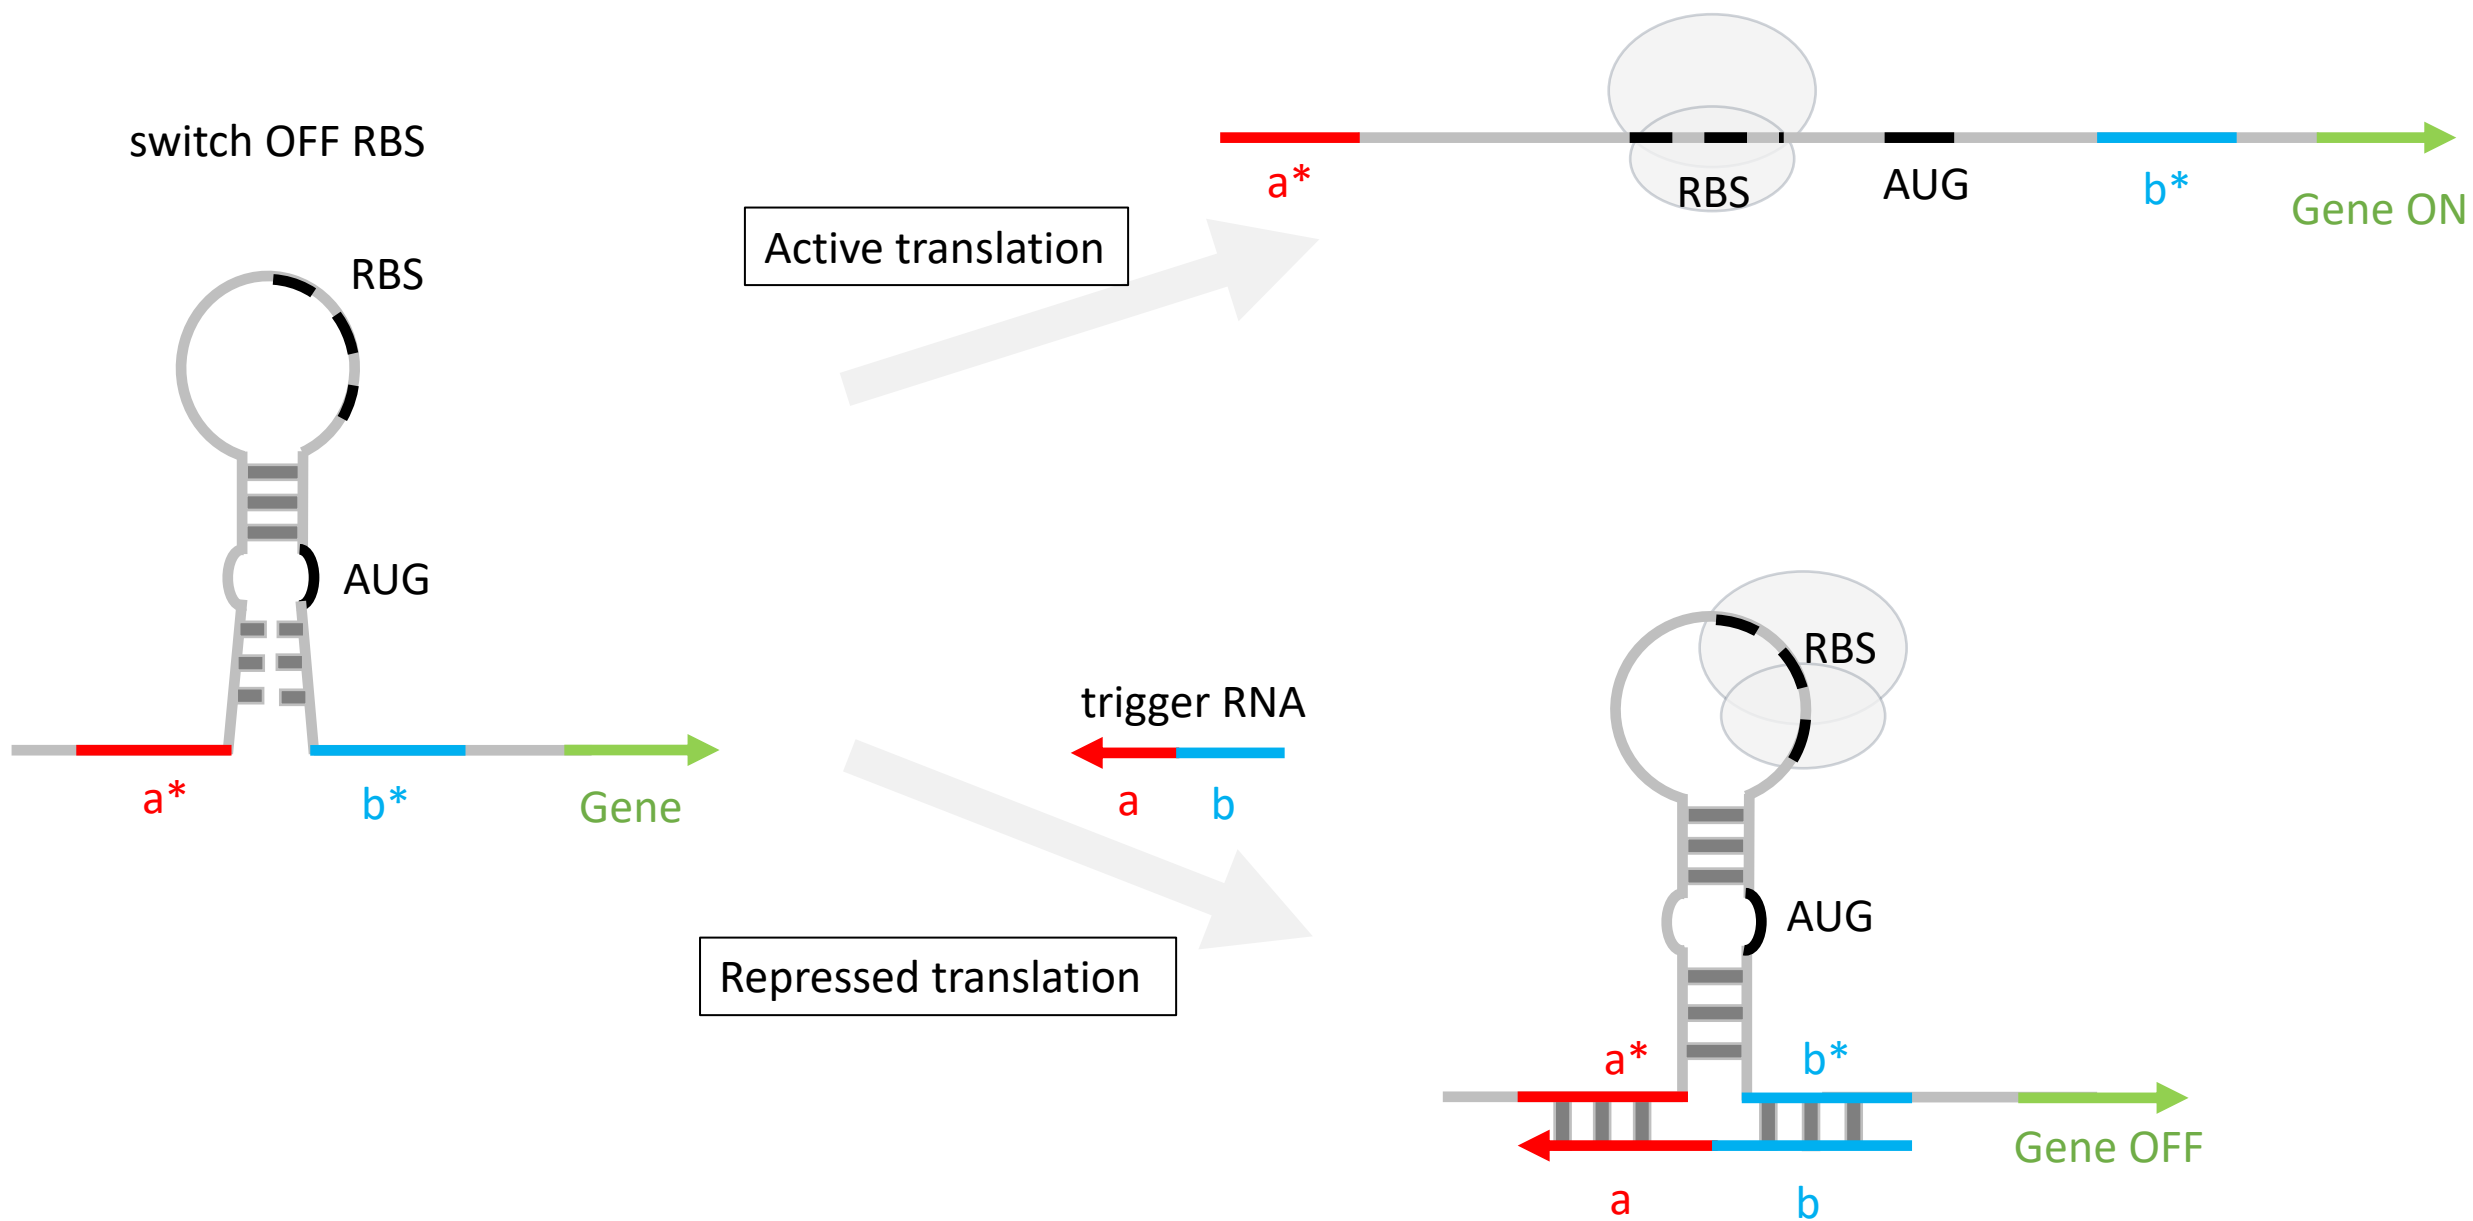 switch OFF RBS
RBS
AUG
a*
b*
Gene
Active translation
a*
RBS
AUG
b*
Gene ON
trigger RNA
a
b
Repressed translation
RBS
AUG
a*
b*
Gene OFF
a
b